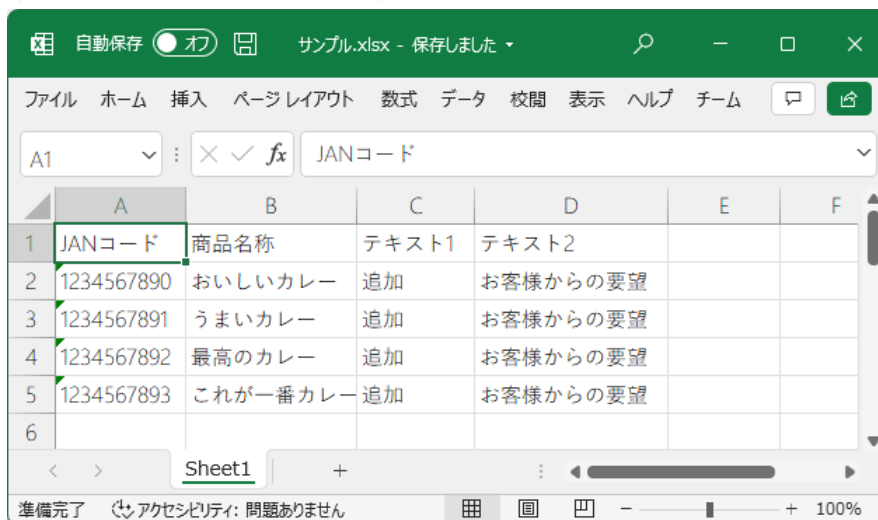 自動保存 オフ サンプル.xlsx - 保存しました
ファイル ホーム 挿入 ページ レイアウト 数式 データ 校閲 表示 ヘルプ チーム
A1 fx JANコード
A B C D E F
1 JANコード 商品名称 テキスト1 テキスト2
2 1234567890 おいしいカレー 追加 お客様からの要望
3 1234567891 うまいカレー 追加 お客様からの要望
4 1234567892 最高のカレー 追加 お客様からの要望
5 1234567893 これが一番カレー 追加 お客様からの要望
6
Sheet1
準備完了 アクセシビリティ: 問題ありません 100%